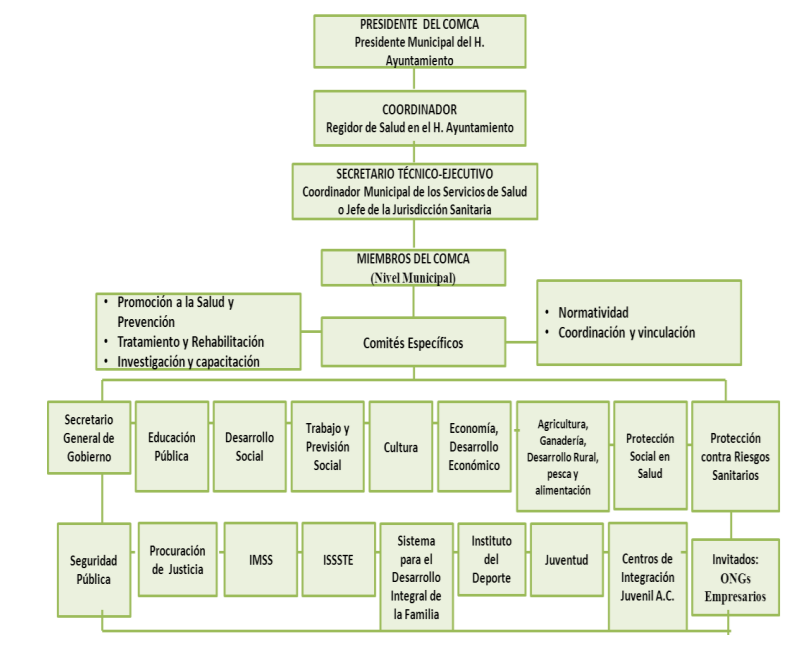 PRESIDENTE DEL COMCA
Presidente Municipal del H.
Ayuntamiento
COORDINADOR
Regidor de Salud en el H. Ayuntamiento
SECRETARIO TÉCNICO-EJECUTIVO
Coordinador Municipal de los Servicios de Salud
o Jefe de la Jurisdicción Sanitaria
MIEMBROS DEL COMCA
(Nivel Municipal)
• Promoción a la Salud y
Prevención
• Tratamiento y Rehabilitación
• Investigación y capacitación
Comités Específicos
• Normatividad
• Coordinación y vinculación
Secretario
General de
Gobierno
Educación
Pública
Desarrollo
Social
Trabajo y
Previsión
Social
Cultura
Economía,
Desarrollo
Económico
Agricultura,
Ganadería,
Desarrollo Rural,
pesca y
alimentación
Protección
Social en
Salud
Protección
contra Riesgos
Sanitarios
Seguridad
Pública
Procuración
de Justicia
IMSS
ISSSTE
Sistema
para el
Desarrollo
Integral de
la Familia
Instituto
del
Deporte
Juventud
Centros de
Integración
Juvenil A.C.
Invitados:
ONGs
Empresarios